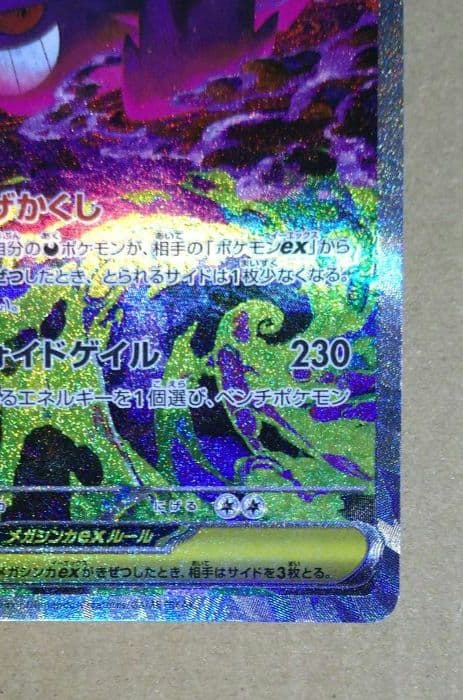 ザかくし
自分の ポケモンが、相手の「ポケモンex」から
ぜつしたとき、とられるサイドは1枚少なくなる。
ォイドゲイル 230
るエネルギーを1個選び、ベンチポケモン
にげる
メガシンカexルール
メガシンカexがきぜつしたとき、相手はサイドを3枚とる。